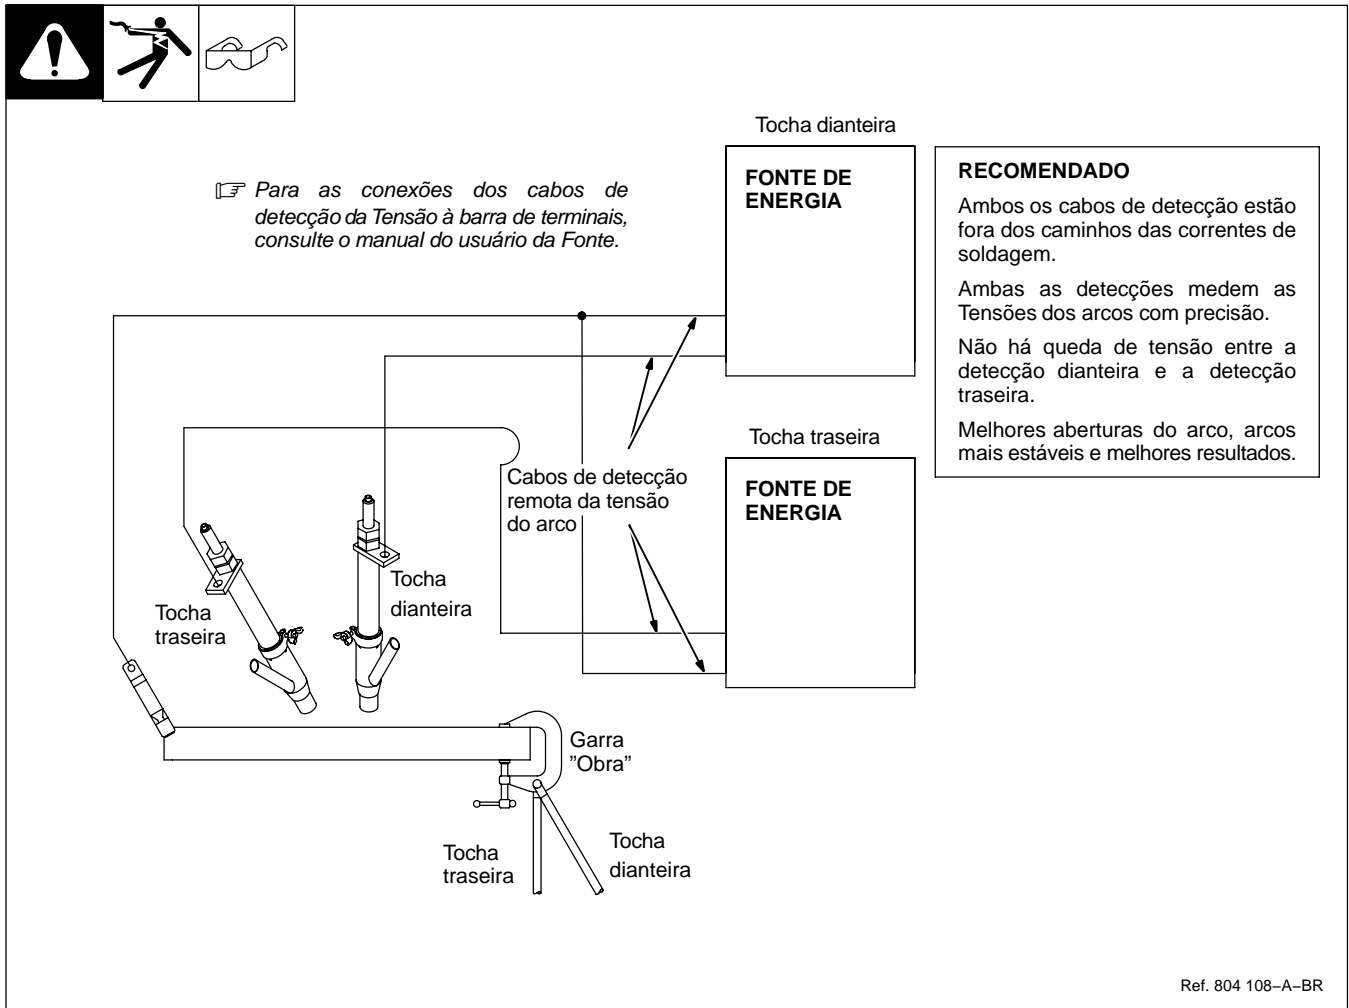 Tocha dianteira
FONTE DE
ENERGIA
RECOMENDADO
Ambos os cabos de detecção estão
fora dos caminhos das correntes de
soldagem.
Ambas as detecções medem as
Tensões dos arcos com precisão.
Não há queda de tensão entre a
detecção dianteira e a detecção
traseira.
Melhores aberturas do arco, arcos
mais estáveis e melhores resultados.
Para as conexões dos cabos de
detecção da Tensão à barra de terminais,
consulte o manual do usuário da Fonte.
Tocha traseira
FONTE DE
ENERGIA
Cabos de detecção
remota da tensão
do arco
Tocha
dianteira
Tocha
traseira
Garra
”Obra”
Tocha
traseira
Tocha
dianteira
Ref. 804 108−A−BR